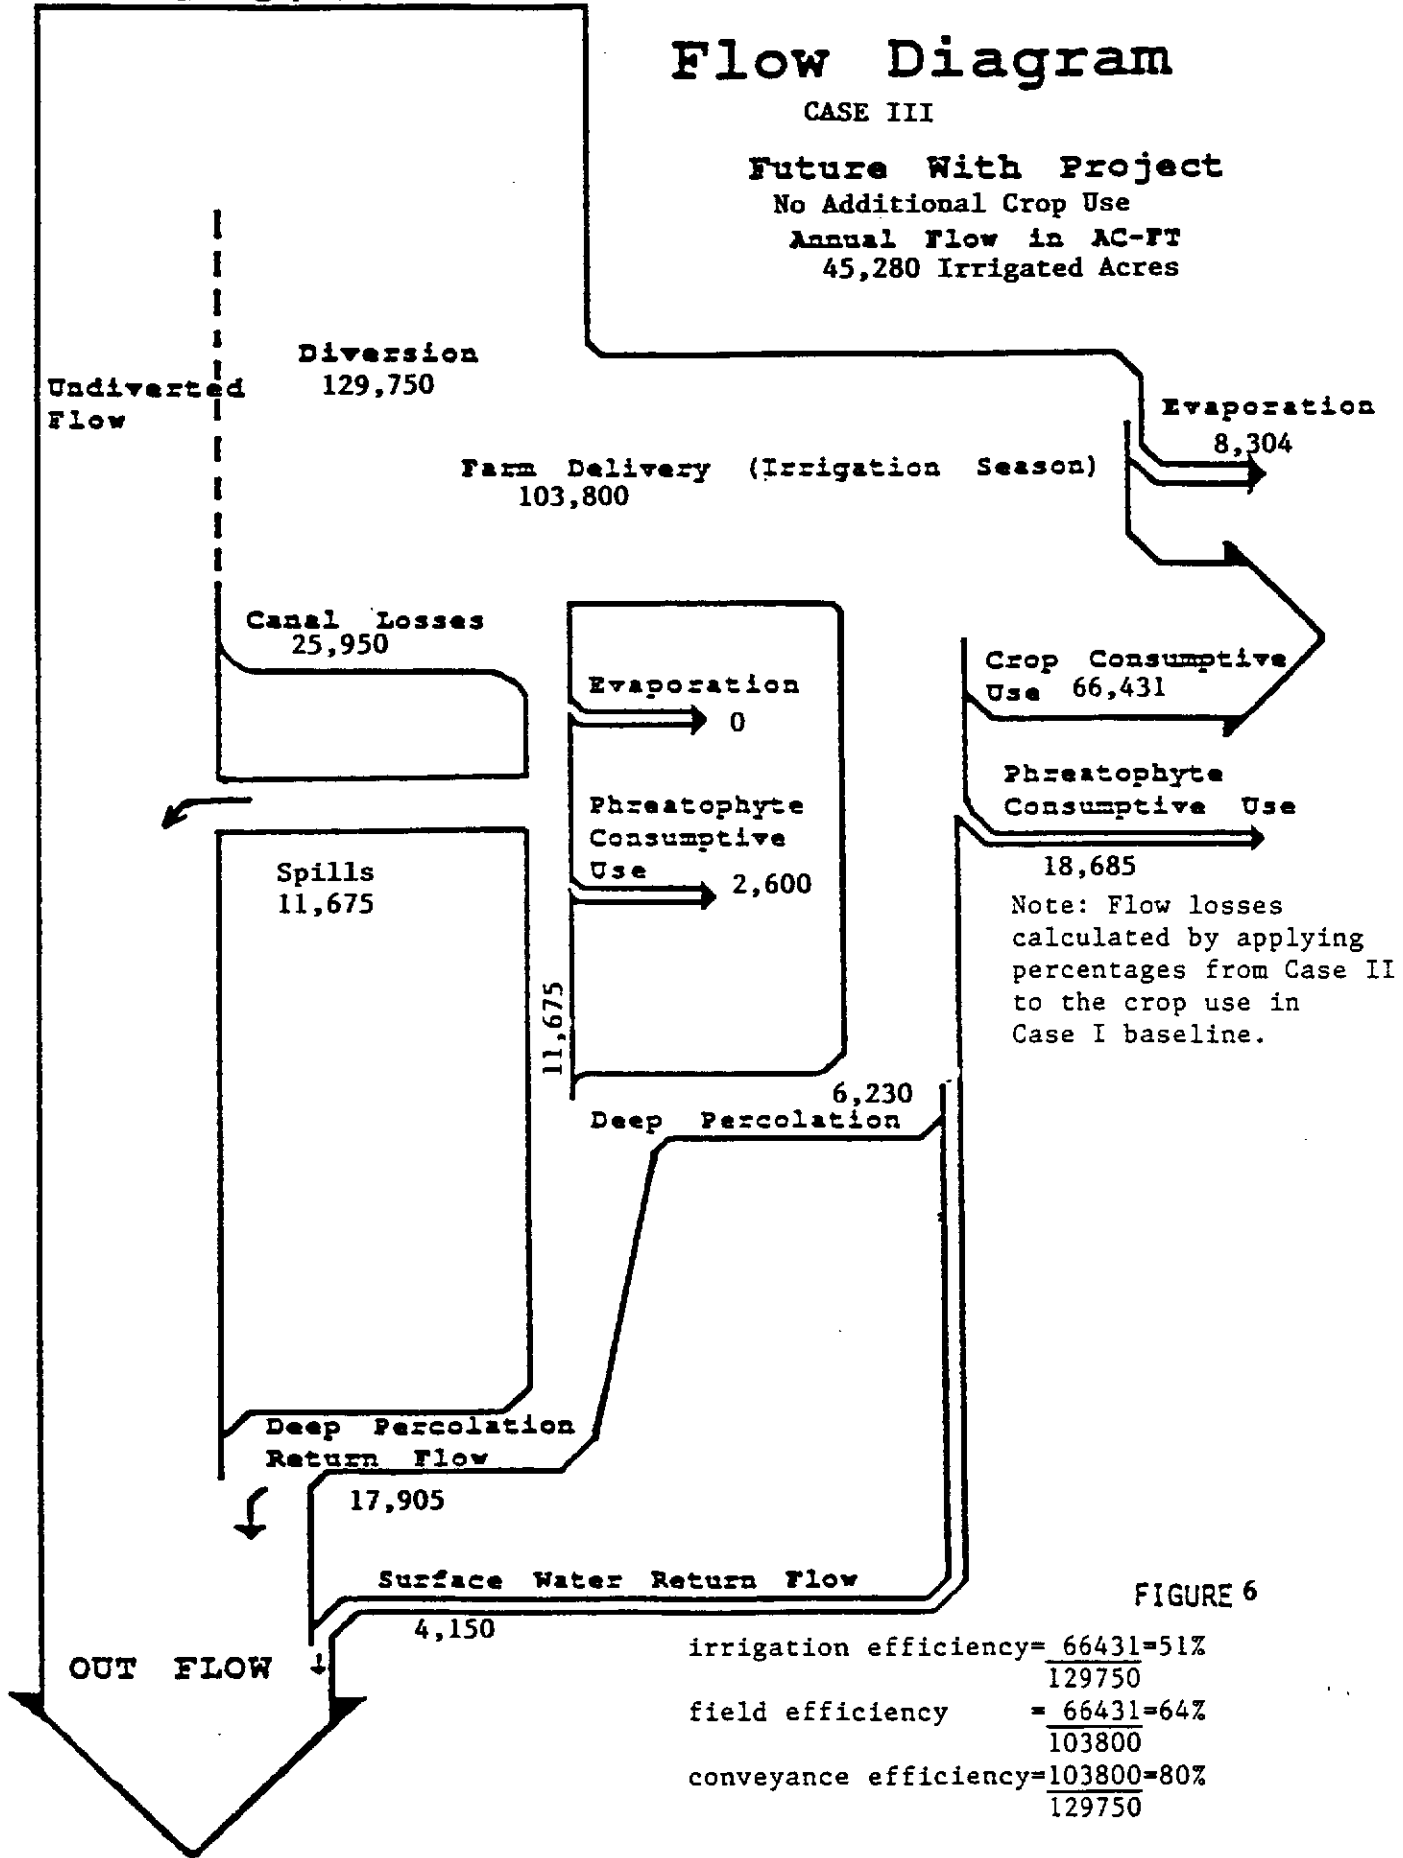 Flow Diagram
CASE III
Future With Project
No Additional Crop Use
Annual Flow in AC-FT
45,280 Irrigated Acres
Diversion
129,750
Undiverted
Flow
Evaporation
8,304
Farm Delivery (Irrigation Season)
103,800
Canal Losses
25,950
Evaporation
0
Crop Consumptive
Use 66,431
Phreatophyte
Consumptive Use
18,685
Phreatophyte
Consumptive
Use 2,600
Spills
11,675
Note: Flow losses
calculated by applying
percentages from Case II
to the crop use in
Case I baseline.
11,675
6,230
Deep Percolation
Deep Percolation
Return Flow
17,905
Surface Water Return Flow
4,150
OUT FLOW
FIGURE 6
irrigation efficiency= 66431=51%
129750
field efficiency = 66431=64%
103800
conveyance efficiency=103800=80%
129750